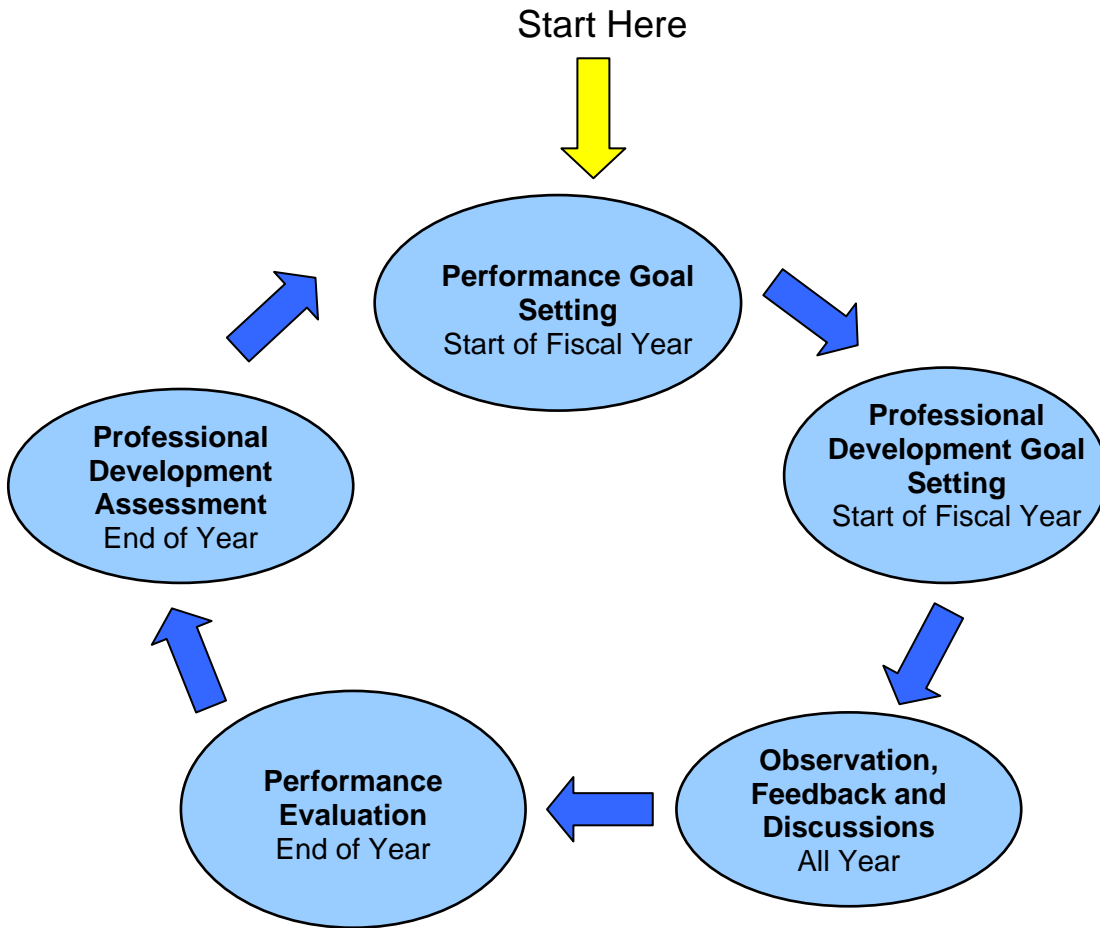 Start Here
Performance Goal
Setting
Start of Fiscal Year
Professional
Development Goal
Setting
Start of Fiscal Year
Observation,
Feedback and
Discussions
All Year
Performance
Evaluation
End of Year
Professional
Development
Assessment
End of Year